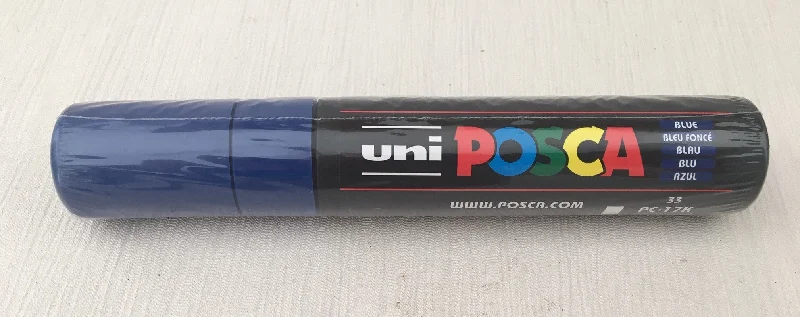 uni POSCA
BLUE
BLEU FONCÉ
BLAU
BLU
AZUL
WWW.POSCA.COM
33
PC-17K